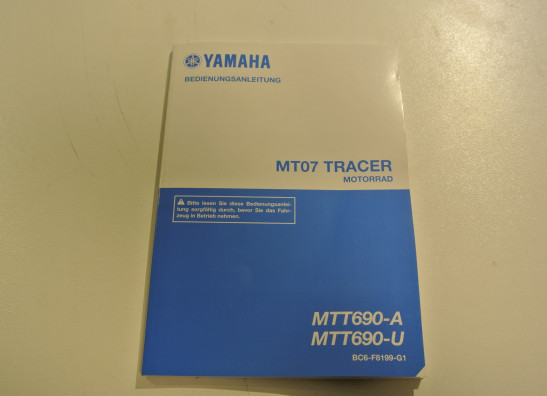 YAMAHA
BEDIENUNGSANLEITUNG
MT07 TRACER
MOTORRAD
Bitte lesen Sie diese Bedienungsanlei-
tung sorgfältig durch, bevor Sie das Fahr-
zeug in Betrieb nehmen.
MTT690-A
MTT690-U
BC6-F8199-G1